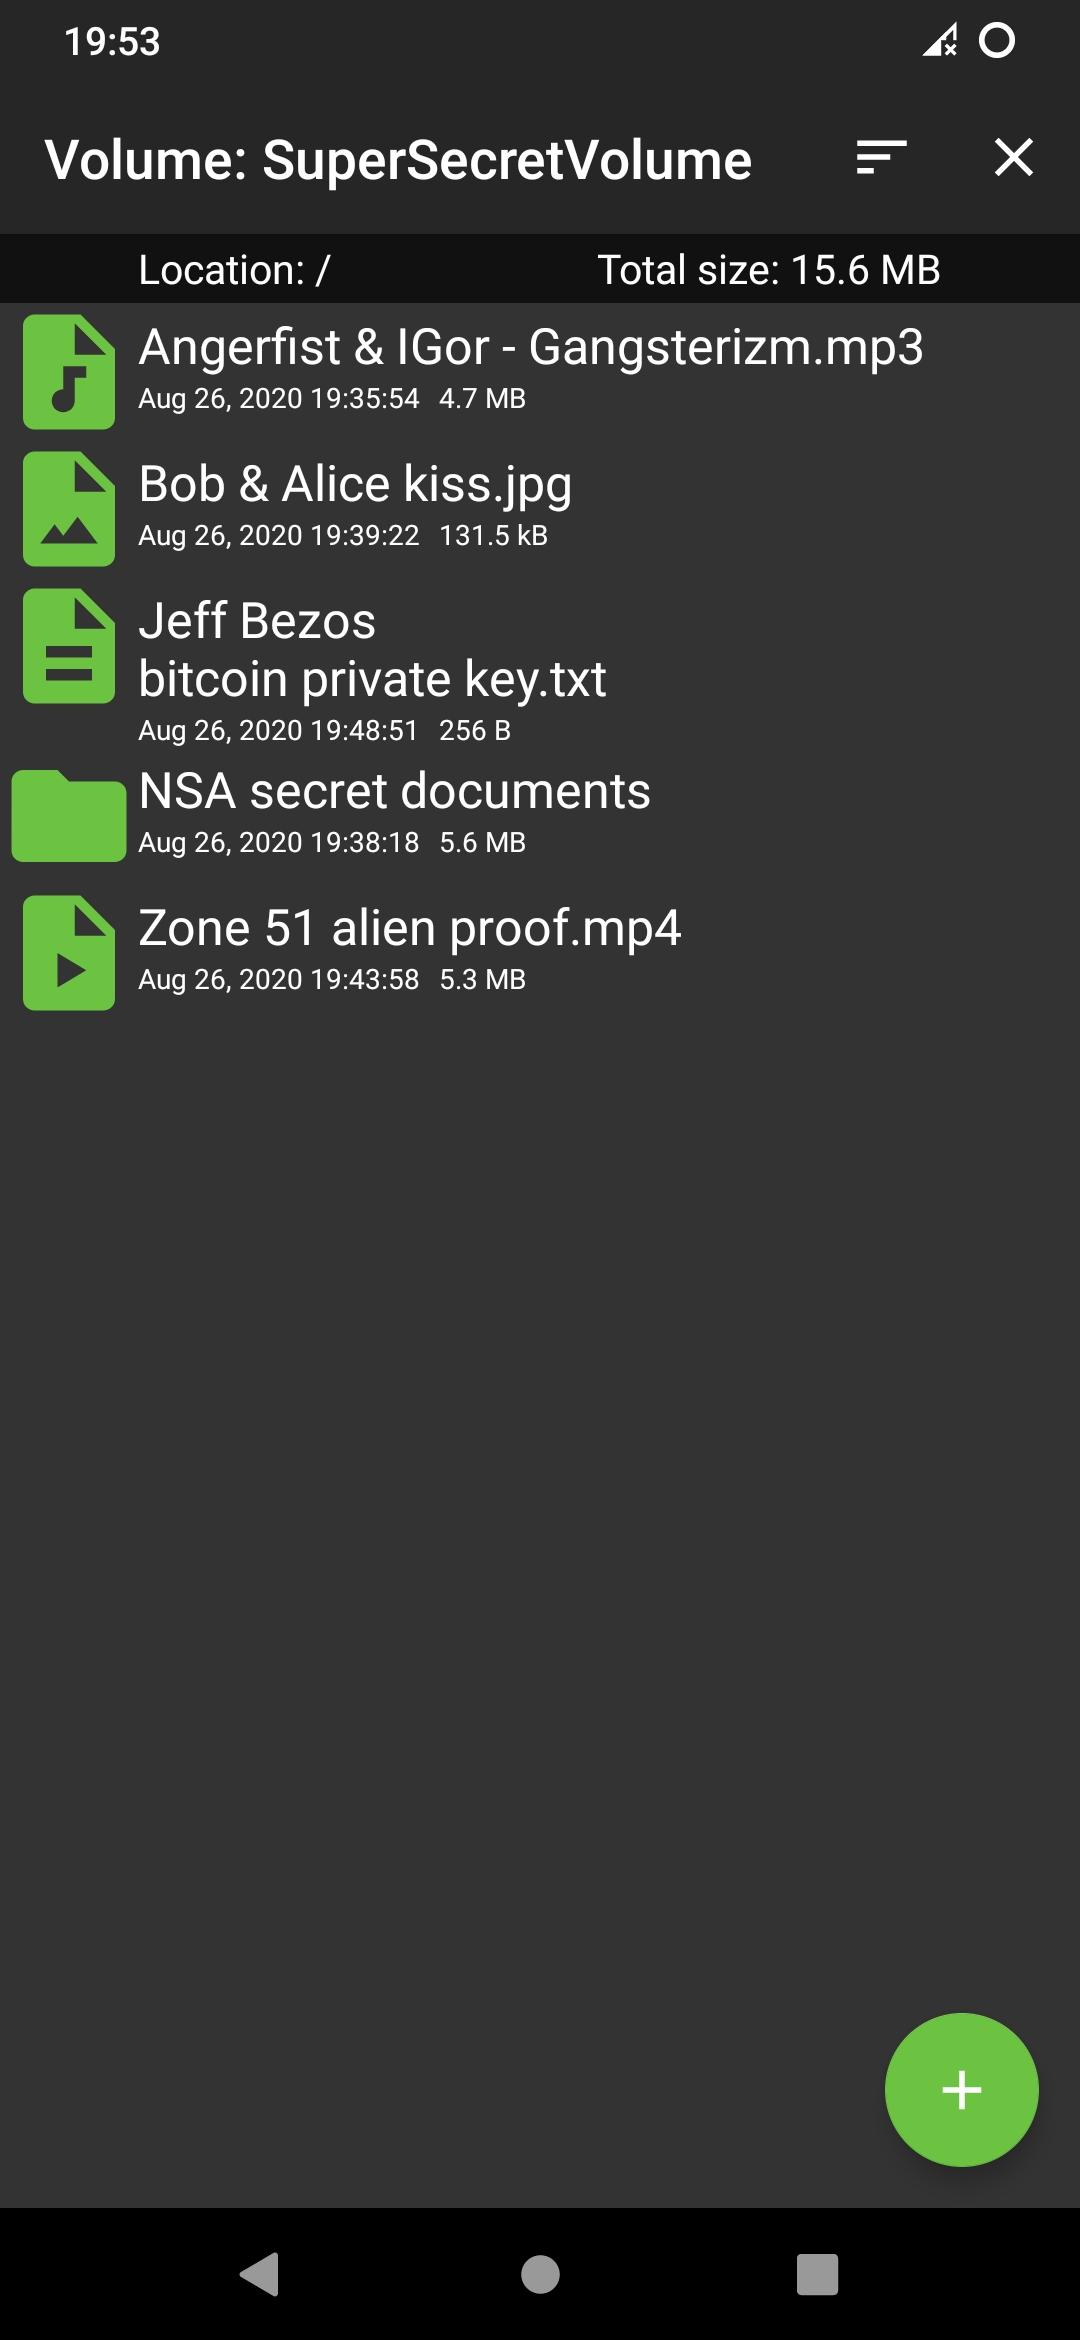 19:53
Volume: SuperSecretVolume
Location: / Total size: 15.6 MB
Angerfist & IGor - Gangsterizm.mp3
Aug 26, 2020 19:35:54 4.7 MB
Bob & Alice kiss.jpg
Aug 26, 2020 19:39:22 131.5 kB
Jeff Bezos
bitcoin private key.txt
Aug 26, 2020 19:48:51 256 B
NSA secret documents
Aug 26, 2020 19:38:18 5.6 MB
Zone 51 alien proof.mp4
Aug 26, 2020 19:43:58 5.3 MB